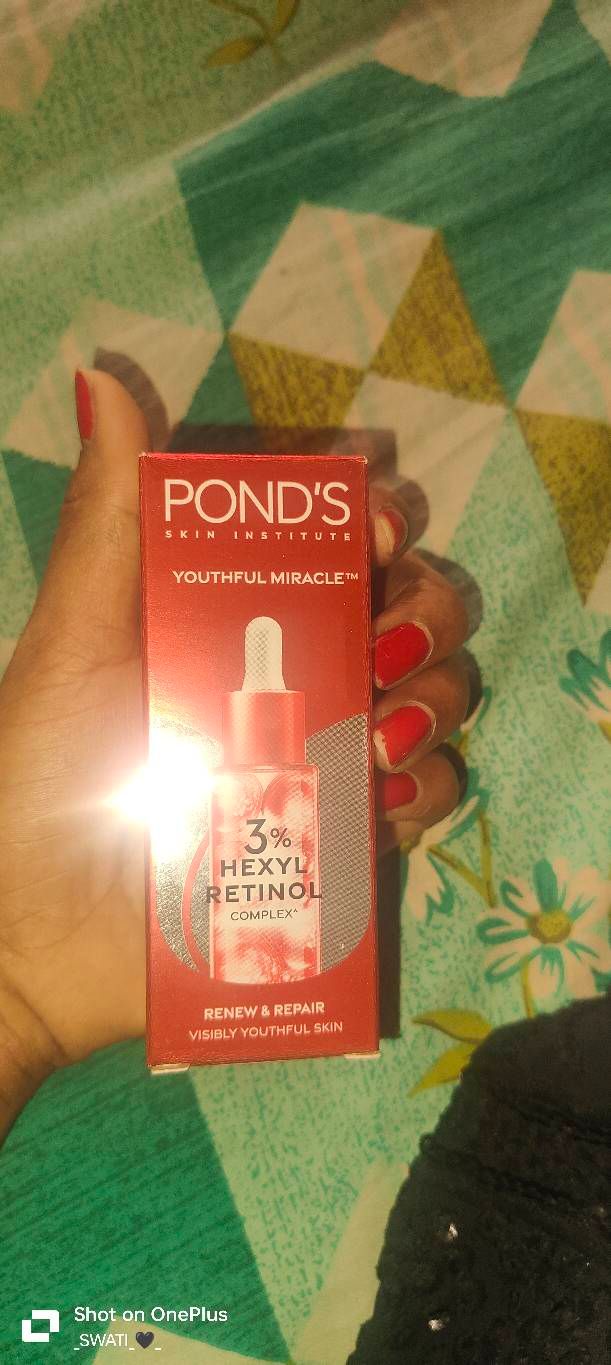 POND'S
SKIN INSTITUTE
YOUTHFUL MIRACLE™
3%
HEXYL
RETINOL
COMPLEX^
RENEW & REPAIR
VISIBLY YOUTHFUL SKIN
Shot on OnePlus
_SWATI_🖤_